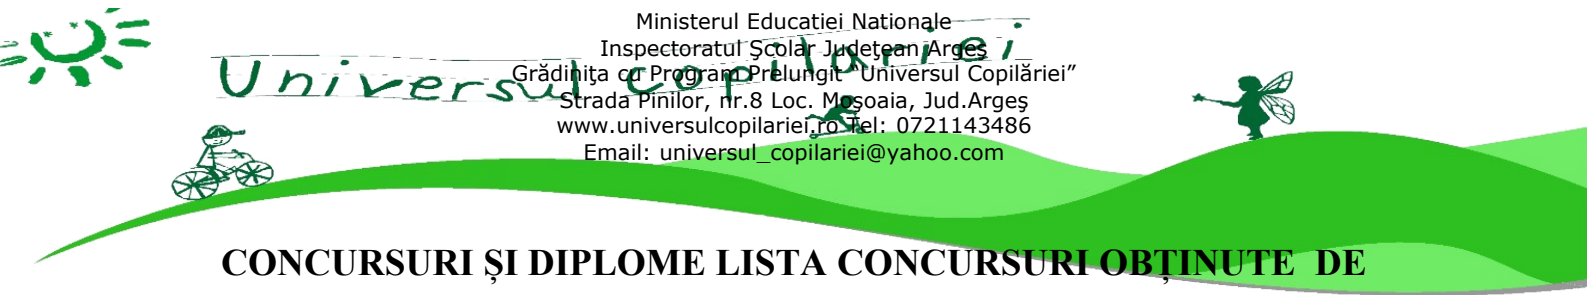 Ministerul Educatiei Nationale
Inspectoratul Şcolar Judeţean Argeş
Universul copilariei
Grădiniţa cu Program Prelungit “Universul Copilăriei”
Strada Pinilor, nr.8 Loc. Moşoaia, Jud.Argeş
www.universulcopilariei.ro Tel: 0721143486
Email: universul_copilariei@yahoo.com
CONCURSURI ȘI DIPLOME LISTA CONCURSURI OBȚINUTE DE